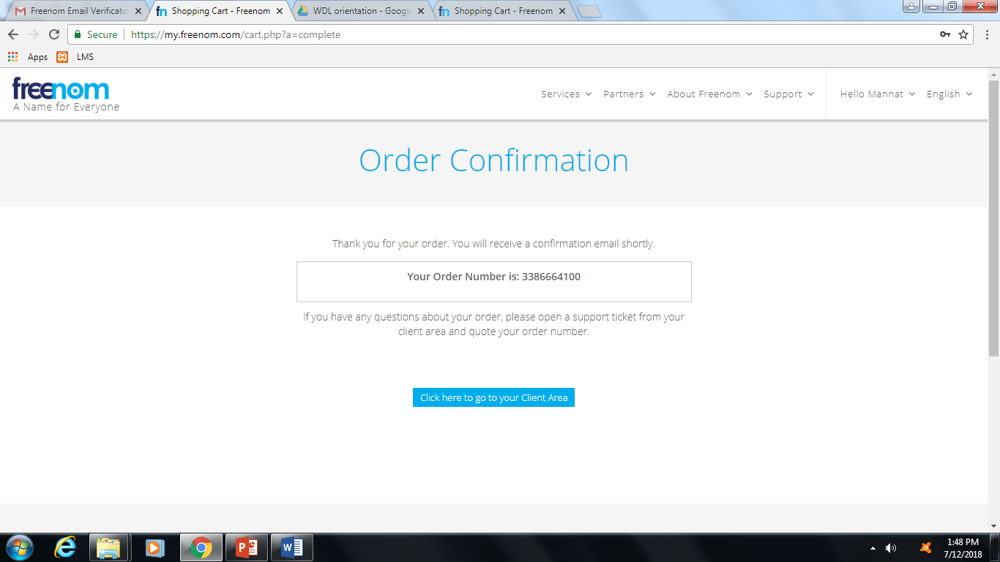 Freenom Email Verificatio
Shopping Cart - Freenom
WDL orientation - Google
Shopping Cart - Freenom
Secure
https://my.freenom.com/cart.php?a=complete
Apps
LMS
freenom
A Name for Everyone
Services
Partners
About Freenom
Support
Hello Mannat
English
Order Confirmation
Thank you for your order. You will receive a confirmation email shortly.
Your Order Number is: 3386664100
If you have any questions about your order, please open a support ticket from your
client area and quote your order number.
Click here to go to your Client Area
1:48 PM
7/12/2018